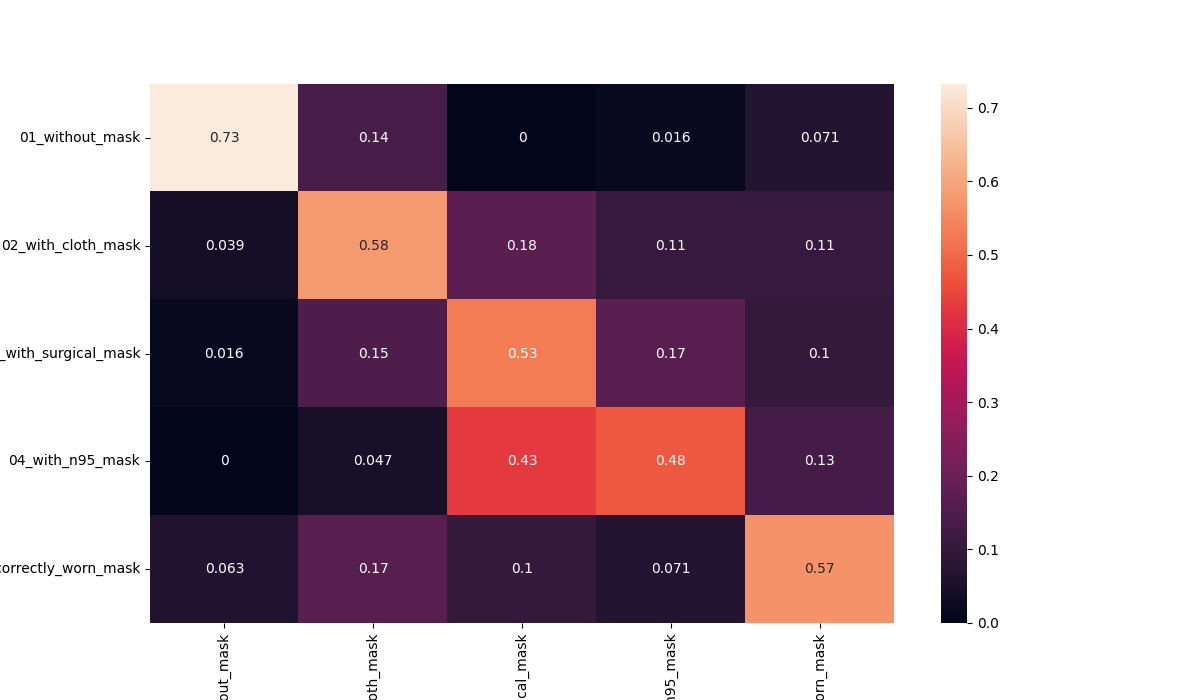 01_without_mask 0.73 0.14 0 0.016 0.071
02_with_cloth_mask 0.039 0.58 0.18 0.11 0.11
_with_surgical_mask 0.016 0.15 0.53 0.17 0.1
04_with_n95_mask 0 0.047 0.43 0.48 0.13
correctly_worn_mask 0.063 0.17 0.1 0.071 0.57
out_mask
oth_mask
cal_mask
n95_mask
orn_mask
0.7
0.6
0.5
0.4
0.3
0.2
0.1
0.0